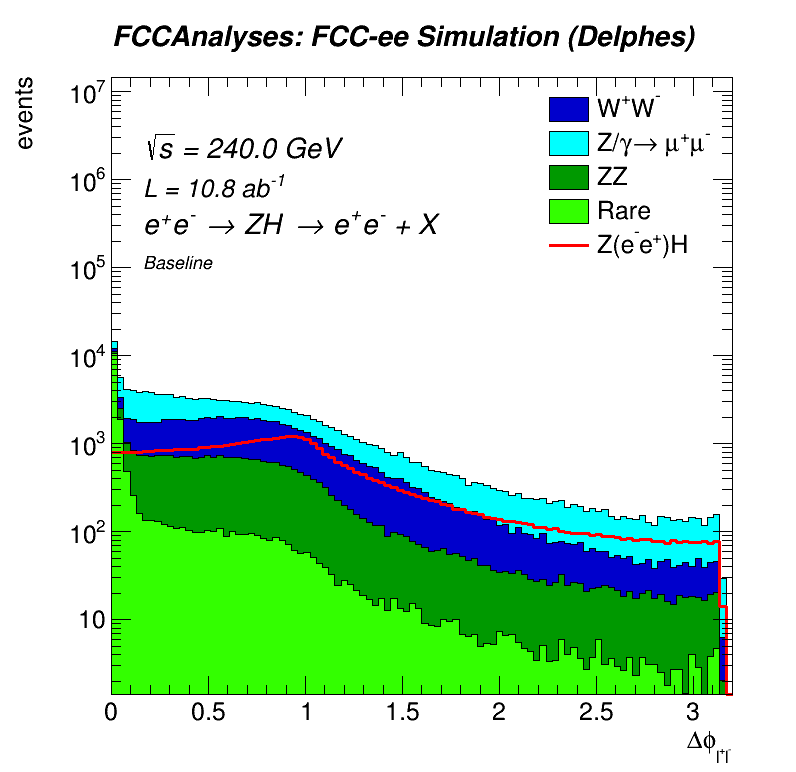 FCCAnalyses: FCC-ee Simulation (Delphes)
events
10⁷
10⁶
10⁵
10⁴
10³
10²
10
√s = 240.0 GeV
L = 10.8 ab⁻¹
e⁺e⁻ → ZH → e⁺e⁻ + X
Baseline
W⁺W⁻
Z/γ→ μ⁺μ⁻
ZZ
Rare
Z(e⁻e⁺)H
0 0.5 1 1.5 2 2.5 3
Δϕ l⁺l⁻